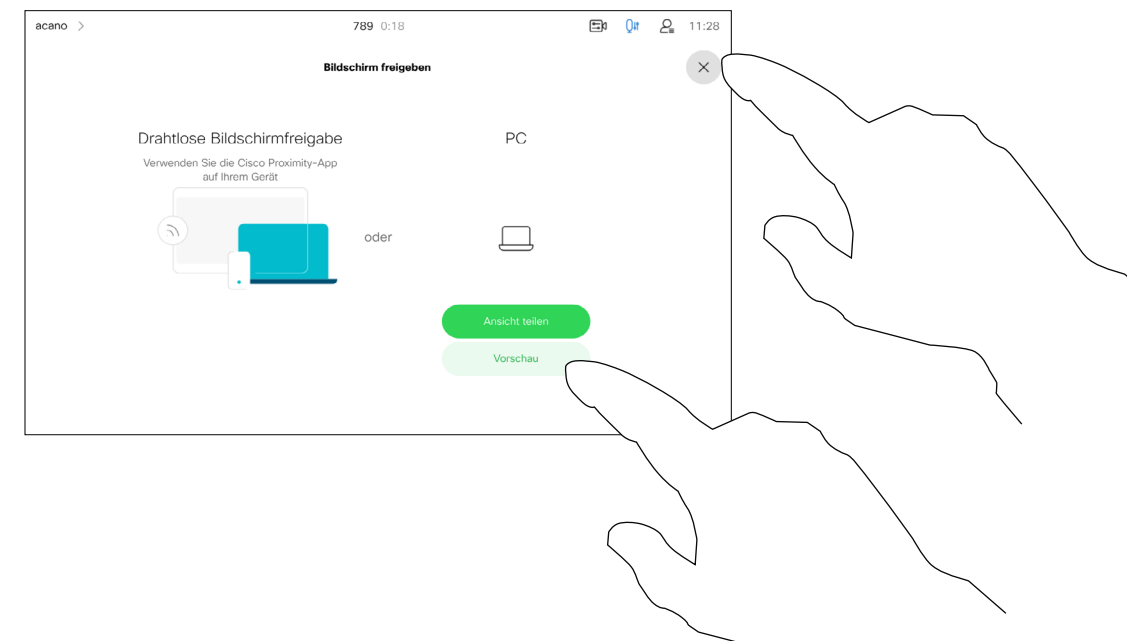 acano
789 0:18
11:28
Bildschirm freigeben
Drahtlose Bildschirmfreigabe
Verwenden Sie die Cisco Proximity-App
auf Ihrem Gerät
oder
PC
Ansicht teilen
Vorschau